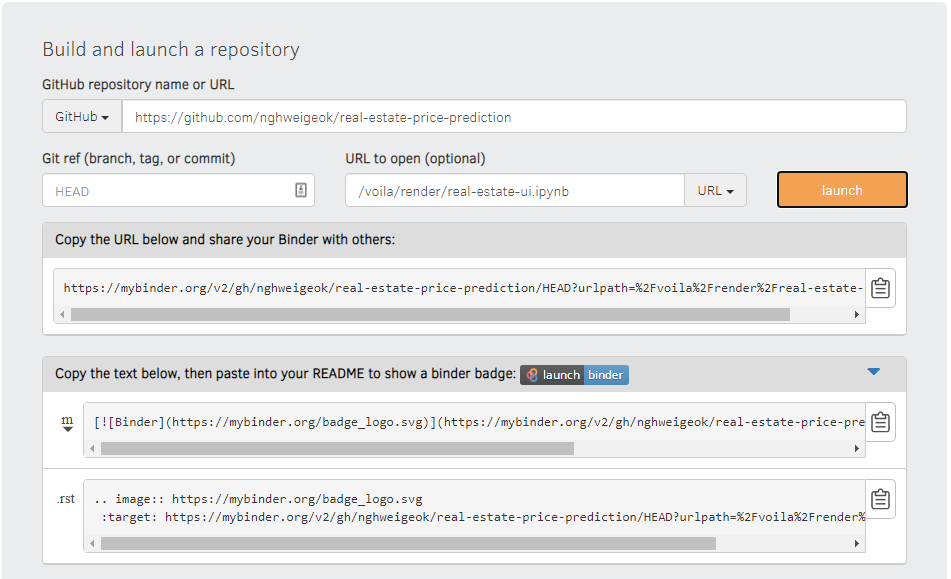 Build and launch a repository
GitHub repository name or URL
GitHub
https://github.com/nghweigeok/real-estate-price-prediction
Git ref (branch, tag, or commit)
URL to open (optional)
HEAD
/voila/render/real-estate-ui.ipynb
URL
launch
Copy the URL below and share your Binder with others:
https://mybinder.org/v2/gh/nghweigeok/real-estate-price-prediction/HEAD?urlpath=%2Fvoila%2Frender%2Freal-estate-
Copy the text below, then paste into your README to show a binder badge:
launch binder
m
[![Binder](https://mybinder.org/badge_logo.svg)](https://mybinder.org/v2/gh/nghweigeok/real-estate-price-pre
.rst
.. image:: https://mybinder.org/badge_logo.svg
:target: https://mybinder.org/v2/gh/nghweigeok/real-estate-price-prediction/HEAD?urlpath=%2Fvoila%2Frender%